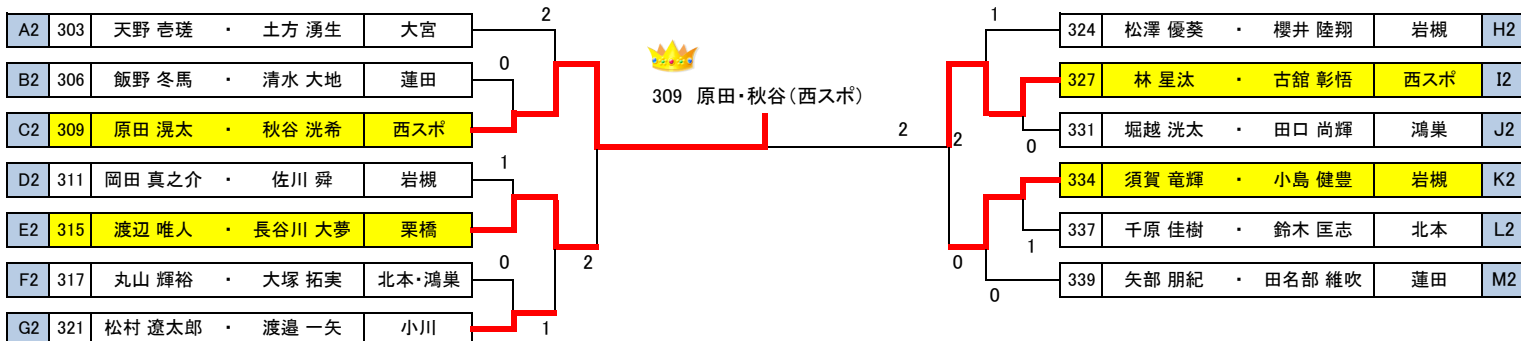 A2 303 天野 壱瑳 ・ 土方 湧生 大宮
B2 306 飯野 冬馬 ・ 清水 大地 蓮田
C2 309 原田 滉太 ・ 秋谷 洸希 西スポ
D2 311 岡田 真之介 ・ 佐川 舜 岩槻
E2 315 渡辺 唯人 ・ 長谷川 大夢 栗橋
F2 317 丸山 輝裕 ・ 大塚 拓実 北本・鴻巣
G2 321 松村 遼太郎 ・ 渡邉 一矢 小川
2
0
1
0
2
1
309 原田・秋谷(西スポ)
2
1
2
0
0
1
0
324 松澤 優葵 ・ 櫻井 陸翔 岩槻 H2
327 林 星汰 ・ 古舘 彰悟 西スポ I2
331 堀越 洸太 ・ 田口 尚輝 鴻巣 J2
334 須賀 竜輝 ・ 小島 健豊 岩槻 K2
337 千原 佳樹 ・ 鈴木 匡志 北本 L2
339 矢部 朋紀 ・ 田名部 維吹 蓮田 M2